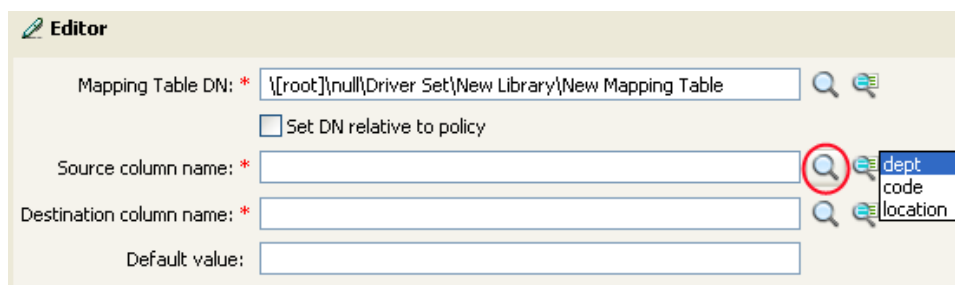 Editor
Mapping Table DN: * \[root]\null\Driver Set\New Library\New Mapping Table
Set DN relative to policy
Source column name: *
dept
code
location
Destination column name: *
Default value: